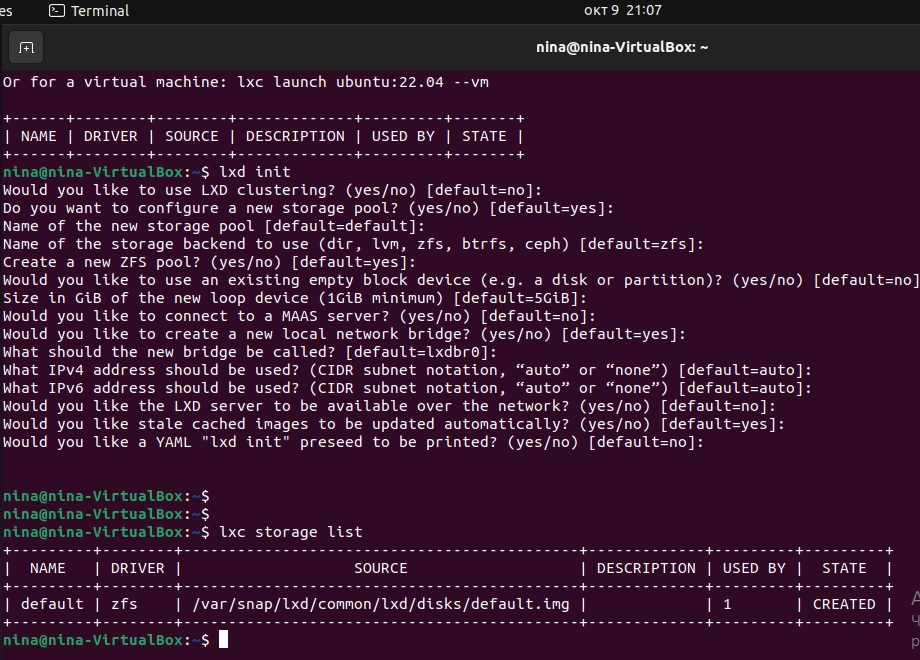 es Terminal окт 9 21:07
nina@nina-VirtualBox: ~
Or for a virtual machine: lxc launch ubuntu:22.04 --vm
+------+--------+--------+-------------+---------+-------+
| NAME | DRIVER | SOURCE | DESCRIPTION | USED BY | STATE |
+------+--------+--------+-------------+---------+-------+
nina@nina-VirtualBox:~$ lxd init
Would you like to use LXD clustering? (yes/no) [default=no]:
Do you want to configure a new storage pool? (yes/no) [default=yes]:
Name of the new storage pool [default=default]:
Name of the storage backend to use (dir, lvm, zfs, btrfs, ceph) [default=zfs]:
Create a new ZFS pool? (yes/no) [default=yes]:
Would you like to use an existing empty block device (e.g. a disk or partition)? (yes/no) [default=no]
Size in GiB of the new loop device (1GiB minimum) [default=5GiB]:
Would you like to connect to a MAAS server? (yes/no) [default=no]:
Would you like to create a new local network bridge? (yes/no) [default=yes]:
What should the new bridge be called? [default=lxdbr0]:
What IPv4 address should be used? (CIDR subnet notation, “auto” or “none”) [default=auto]:
What IPv6 address should be used? (CIDR subnet notation, “auto” or “none”) [default=auto]:
Would you like the LXD server to be available over the network? (yes/no) [default=no]:
Would you like stale cached images to be updated automatically? (yes/no) [default=yes]:
Would you like a YAML "lxd init" preseed to be printed? (yes/no) [default=no]:
nina@nina-VirtualBox:~$
nina@nina-VirtualBox:~$
nina@nina-VirtualBox:~$ lxc storage list
+---------+--------+--------------------------------------------+-------------+---------+---------+
| NAME | DRIVER | SOURCE | DESCRIPTION | USED BY | STATE |
+---------+--------+--------------------------------------------+-------------+---------+---------+
| default | zfs | /var/snap/lxd/common/lxd/disks/default.img | | 1 | CREATED |
+---------+--------+--------------------------------------------+-------------+---------+---------+
nina@nina-VirtualBox:~$